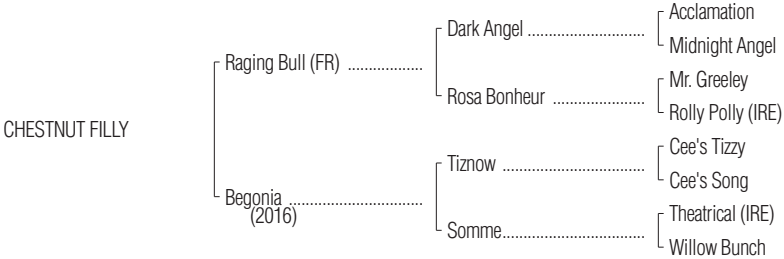 Acclamation
Dark Angel ..............................
Midnight Angel
Raging Bull (FR) ...................
Mr. Greeley
Rosa Bonheur .......................
Rolly Polly (IRE)
CHESTNUT FILLY
Cee's Tizzy
Tiznow ....................................
Cee's Song
Begonia .................................
(2016)
Theatrical (IRE)
Somme....................................
Willow Bunch